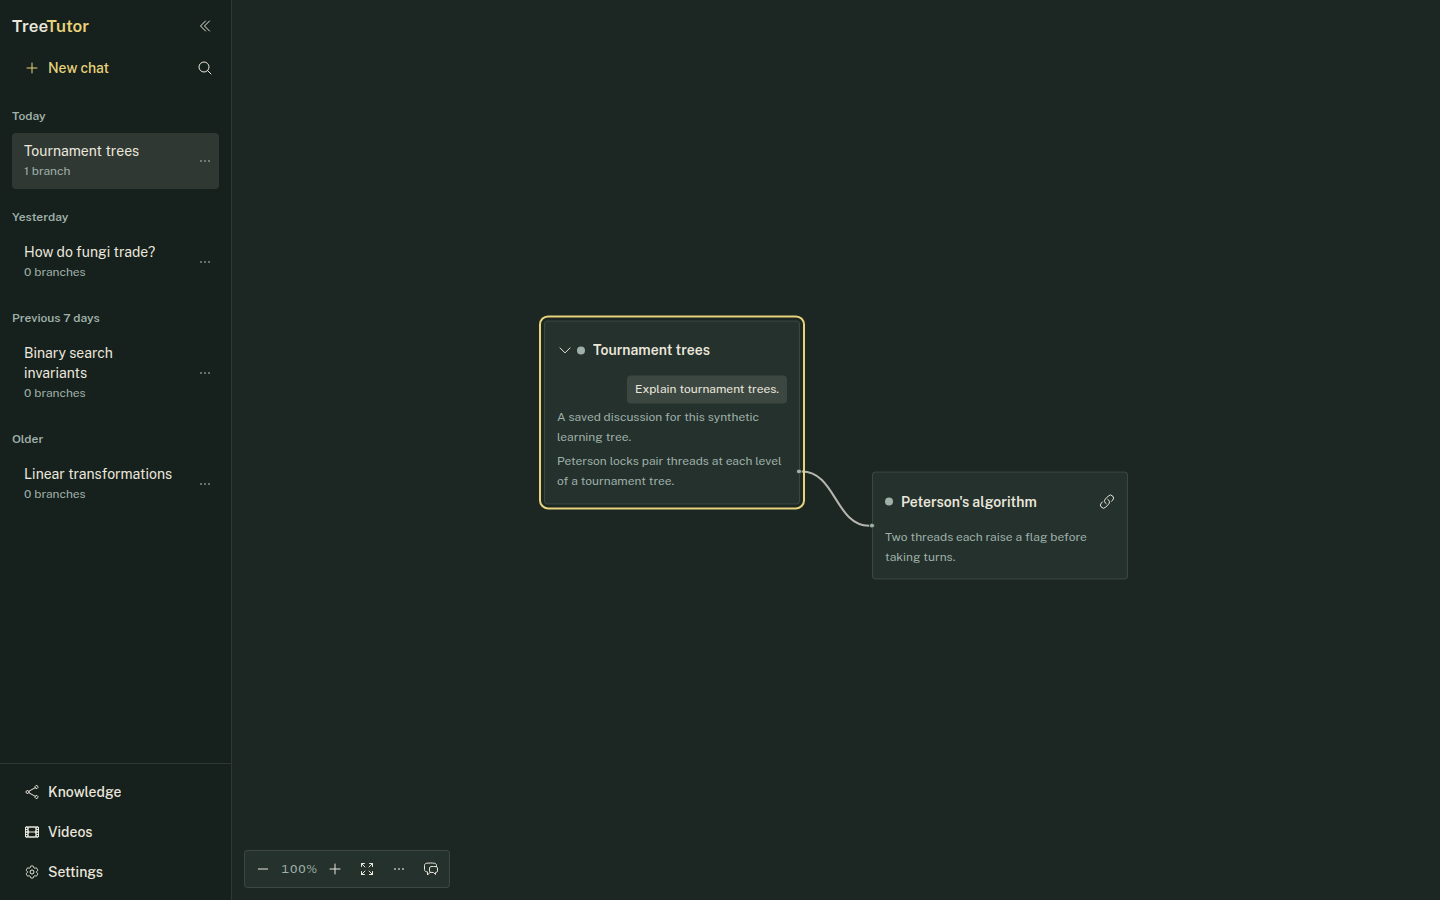 TreeTutor
New chat
Today
Tournament trees
1 branch
Yesterday
How do fungi trade?
0 branches
Previous 7 days
Binary search
invariants
0 branches
Older
Linear transformations
0 branches
Knowledge
Videos
Settings
Tournament trees
Explain tournament trees.
A saved discussion for this synthetic
learning tree.
Peterson locks pair threads at each level
of a tournament tree.
Peterson's algorithm
Two threads each raise a flag before
taking turns.
100%